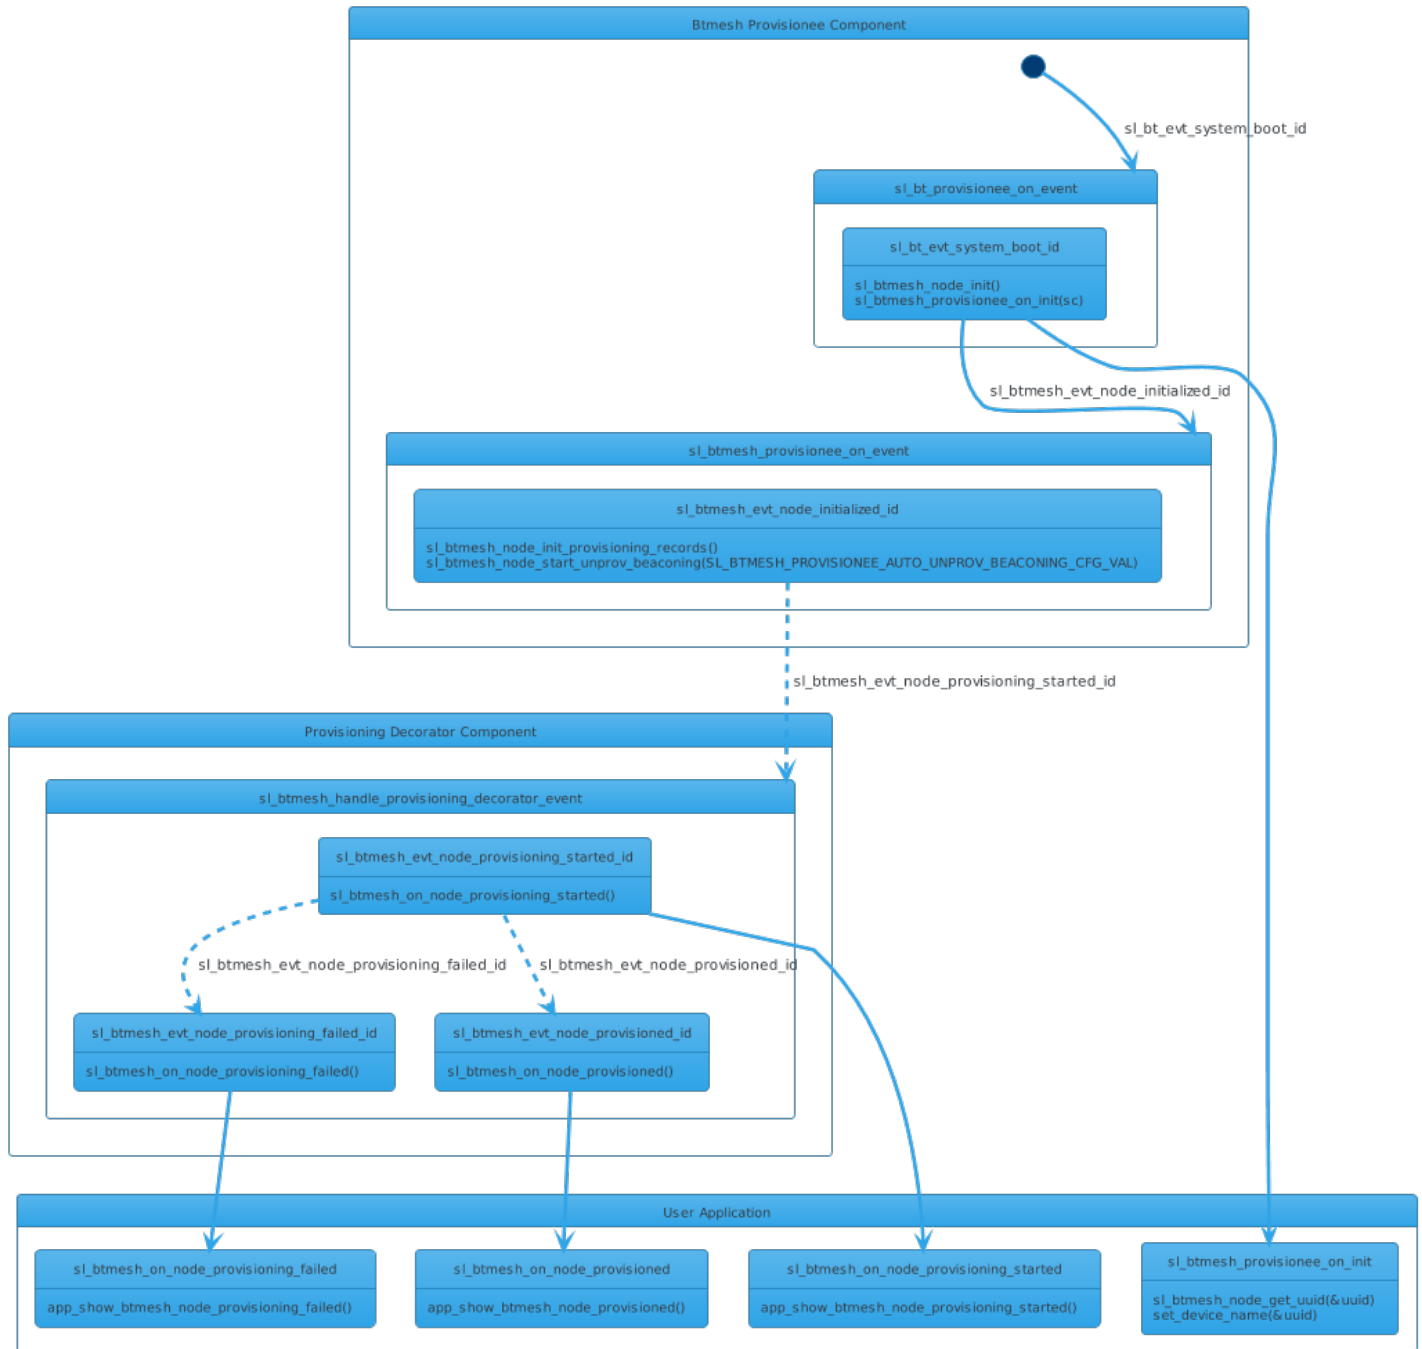 Btmesh Provisionee Component
sl_bt_evt_system_boot_id
sl_bt_provisionee_on_event
sl_bt_evt_system_boot_id
sl_btmesh_node_init()
sl_btmesh_provisionee_on_init(sc)
sl_btmesh_evt_node_initialized_id
sl_btmesh_provisionee_on_event
sl_btmesh_evt_node_initialized_id
sl_btmesh_node_init_provisioning_records()
sl_btmesh_node_start_unprov_beaconing(SL_BTMESH_PROVISIONEE_AUTO_UNPROV_BEACONING_CFG_VAL)
sl_btmesh_evt_node_provisioning_started_id
Provisioning Decorator Component
sl_btmesh_handle_provisioning_decorator_event
sl_btmesh_evt_node_provisioning_started_id
sl_btmesh_on_node_provisioning_started()
sl_btmesh_evt_node_provisioning_failed_id
sl_btmesh_evt_node_provisioned_id
sl_btmesh_evt_node_provisioning_failed_id
sl_btmesh_on_node_provisioning_failed()
sl_btmesh_evt_node_provisioned_id
sl_btmesh_on_node_provisioned()
User Application
sl_btmesh_on_node_provisioning_failed
app_show_btmesh_node_provisioning_failed()
sl_btmesh_on_node_provisioned
app_show_btmesh_node_provisioned()
sl_btmesh_on_node_provisioning_started
app_show_btmesh_node_provisioning_started()
sl_btmesh_provisionee_on_init
sl_btmesh_node_get_uuid(&uuid)
set_device_name(&uuid)